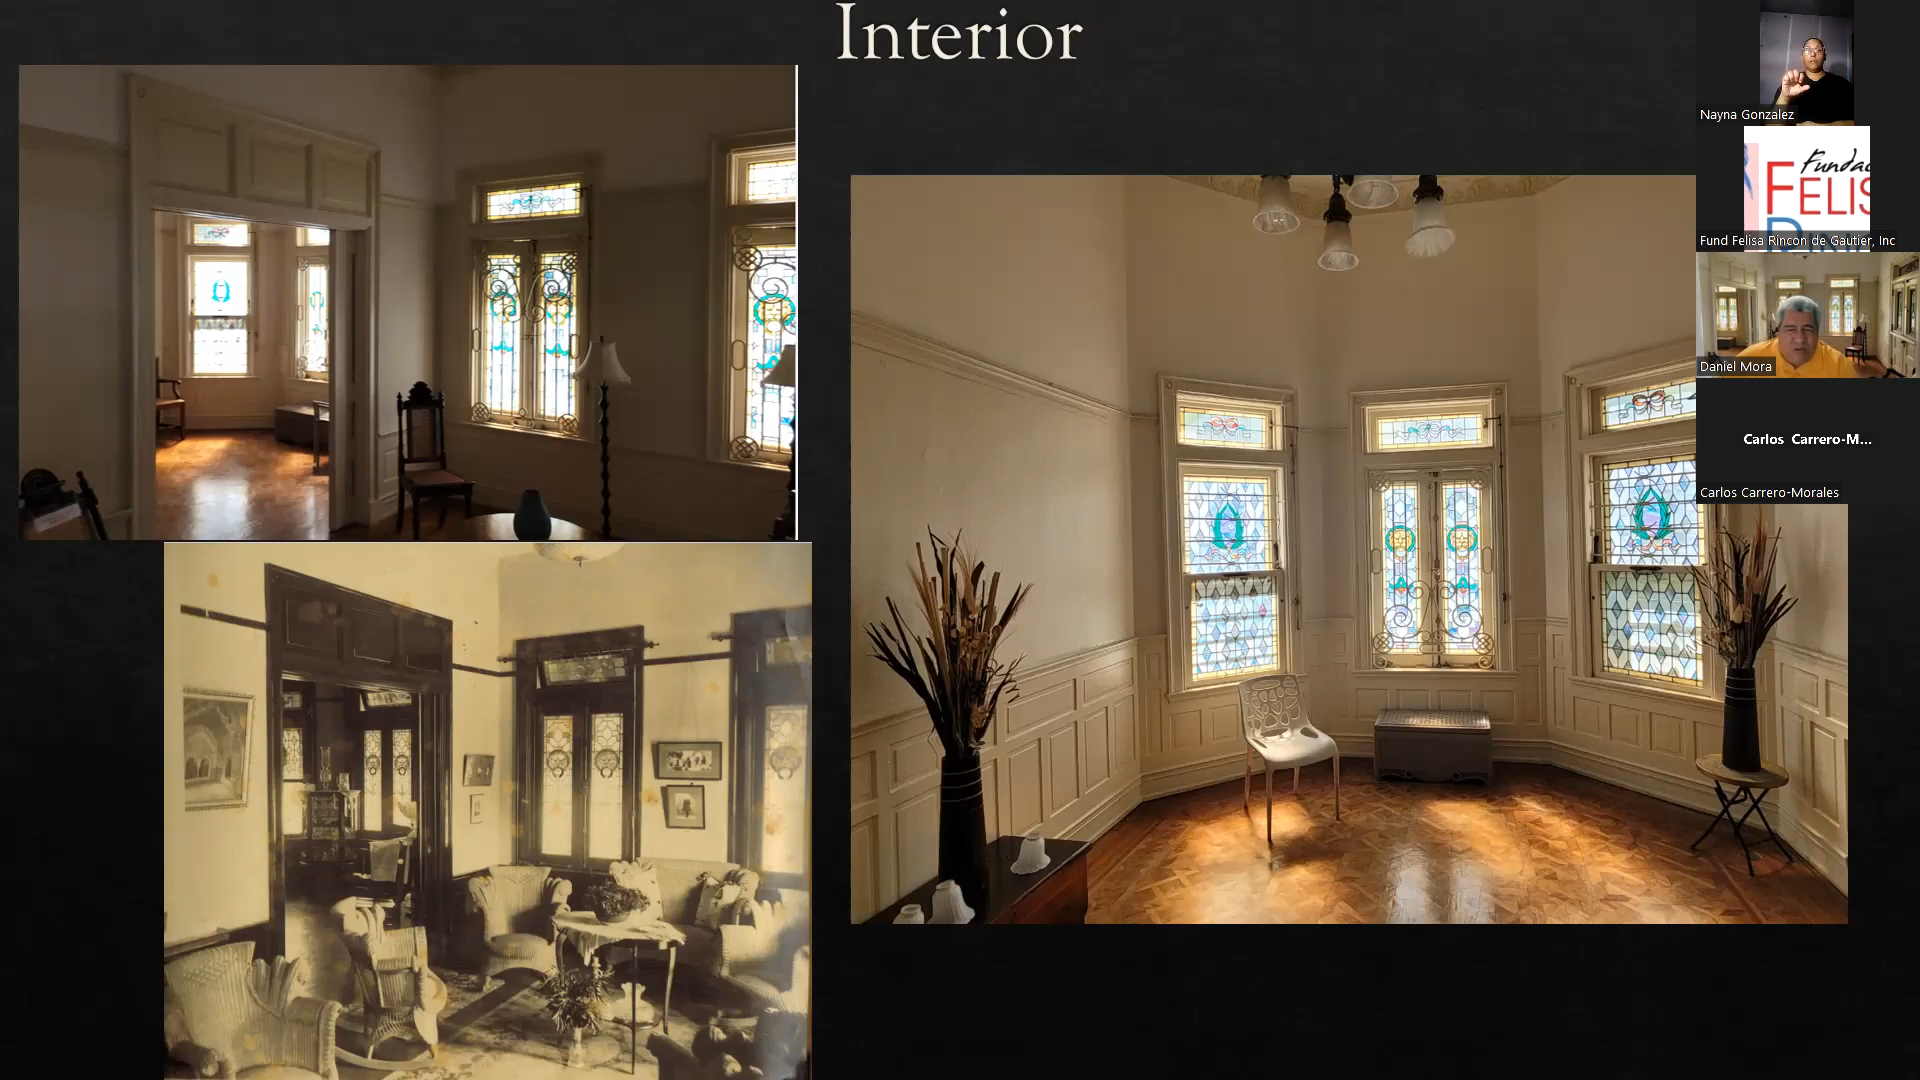 Interior
Nayna Gonzalez
Fundac
FELIS
Fund Felisa Rincon de Gautier, Inc
Daniel Mora
Carlos Carrero-M...
Carlos Carrero-Morales